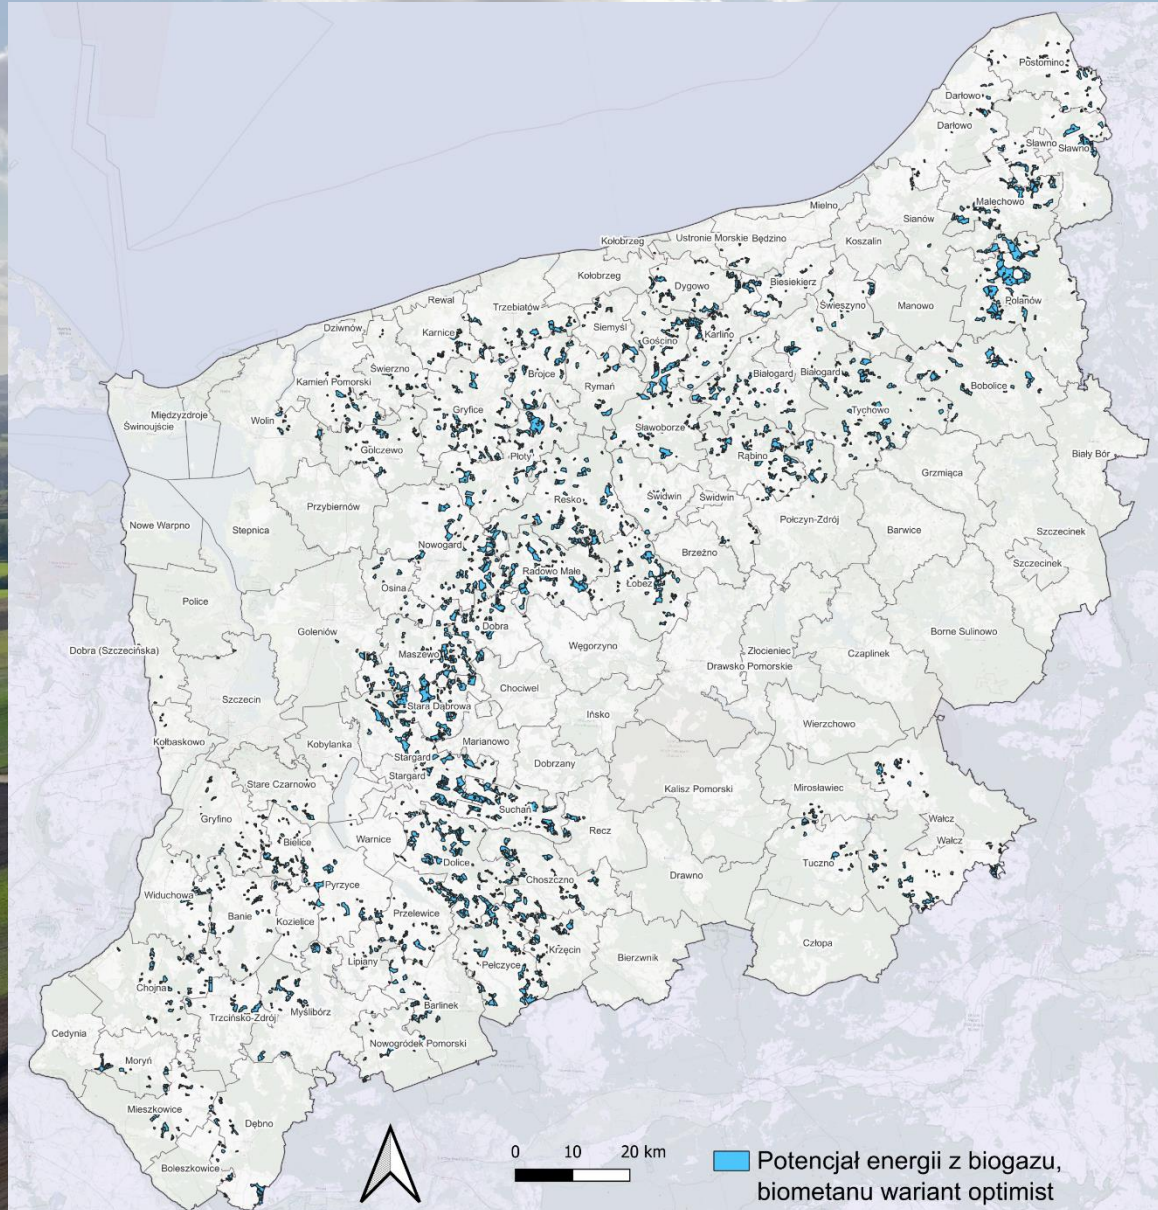 Postomino
Darłowo
Darłowo
Sławno
Sławno
Malechowo
Mielno
Sianów
Kołobrzeg
Ustronie Morskie
Będzino
Koszalin
Kołobrzeg
Dygowo
Biesiekierz
Świeszyno
Manowo
Polanów
Rewal
Trzebiatów
Siemyśl
Dziwnów
Karnice
Gościno
Karlino
Świerzno
Brojce
Rymań
Białogard
Białogard
Bobolice
Kamień Pomorski
Międzyzdroje
Świnoujście
Wolin
Gryfice
Sławoborze
Tychowo
Golczewo
Płoty
Rąbino
Biały Bór
Grzmiąca
Przybiernów
Resko
Świdwin
Świdwin
Połczyn-Zdrój
Nowe Warpno
Stepnica
Nowogard
Brzeżno
Barwice
Szczecinek
Szczecinek
Radowo Małe
Łobez
Osina
Police
Goleniów
Dobra
Borne Sulinowo
Dobra (Szczecińska)
Maszewo
Węgorzyno
Złocieniec
Czaplinek
Drawsko Pomorskie
Szczecin
Chociwel
Stara Dąbrowa
Ińsko
Wierzchowo
Kołbaskowo
Kobylanka
Marianowo
Stargard
Dobrzany
Stargard
Stare Czarnowo
Kalisz Pomorski
Mirosławiec
Suchań
Gryfino
Recz
Wałcz
Wałcz
Bielice
Warnice
Dolice
Tuczno
Drawno
Choszczno
Widuchowa
Pyrzyce
Banie
Kozielice
Przelewice
Krzęcin
Człopa
Bierzwnik
Lipiany
Pełczyce
Chojna
Barlinek
Trzcińsko-Zdrój
Myślibórz
Cedynia
Nowogródek Pomorski
Moryń
Mieszkowice
Dębno
Boleszkowice
0 10 20 km
Potencjał energii z biogazu,
biometanu wariant optimist